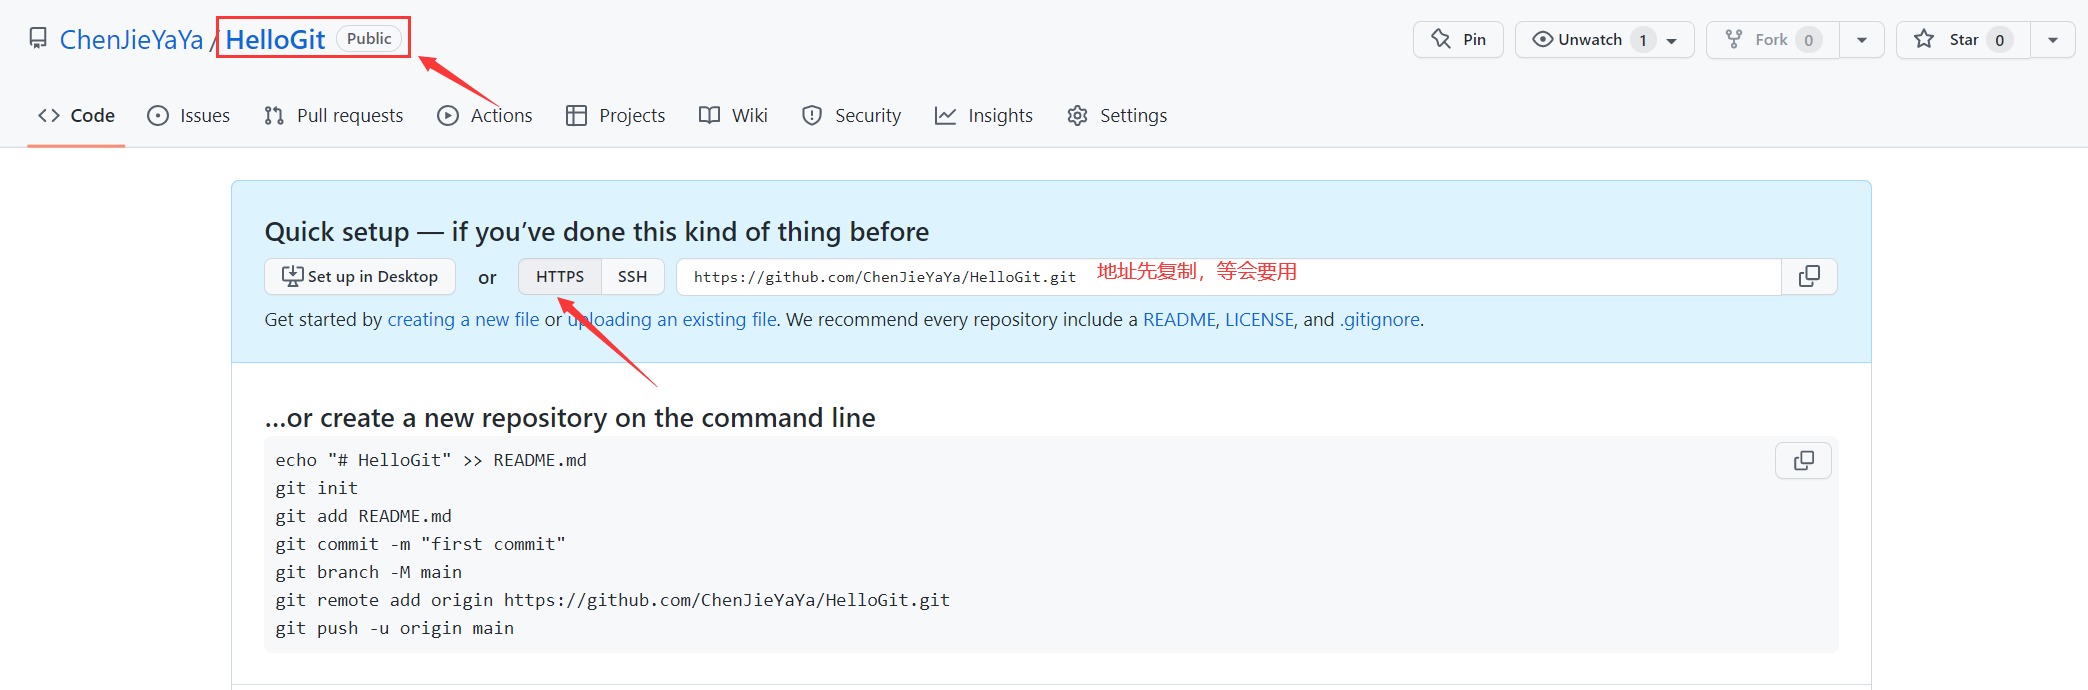 ChenJieYaYa / HelloGit Public Pin Unwatch 1 Fork 0 Star 0
Code Issues Pull requests Actions Projects Wiki Security Insights Settings
Quick setup — if you’ve done this kind of thing before
Set up in Desktop or HTTPS SSH https://github.com/ChenJieYaYa/HelloGit.git 地址先复制，等会要用
Get started by creating a new file or uploading an existing file. We recommend every repository include a README, LICENSE, and .gitignore.
…or create a new repository on the command line
echo "# HelloGit" >> README.md
git init
git add README.md
git commit -m "first commit"
git branch -M main
git remote add origin https://github.com/ChenJieYaYa/HelloGit.git
git push -u origin main